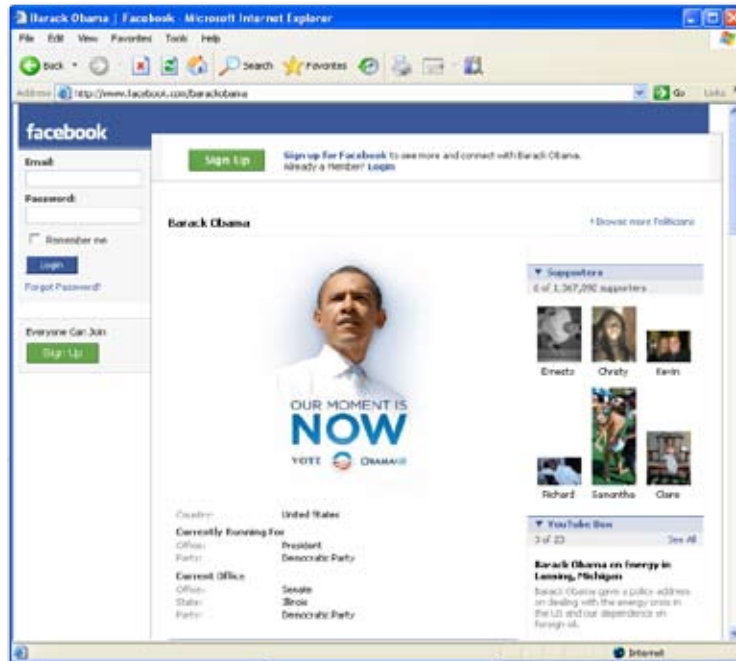 Barack Obama | Facebook - Microsoft Internet Explorer
File Edit View Favorites Tools Help
Back Search Favorites
Address http://www.facebook.com/barackobama Go Links
facebook
Email:
Password:
Remember me
Login
Forgot Password?
Everyone Can Join
Sign Up
Sign Up
Sign up for Facebook to see more and connect with Barack Obama.
Already a Member? Login
Barack Obama
Browse more Politicians
OUR MOMENT IS
NOW
VOTE OBAMA'08
Country: United States
Currently Running For
Office: President
Party: Democratic Party
Current Office
Office: Senate
State: Illinois
Party: Democratic Party
Supporters
6 of 1,367,092 supporters
Ernesto Christy Kevin
Richard Samantha Clare
YouTube Box
3 of 23 See All
Barack Obama on Energy in
Lansing, Michigan
Barack Obama gave a policy address
on dealing with the energy crisis in
the US and our dependence on
foreign oil.
Internet